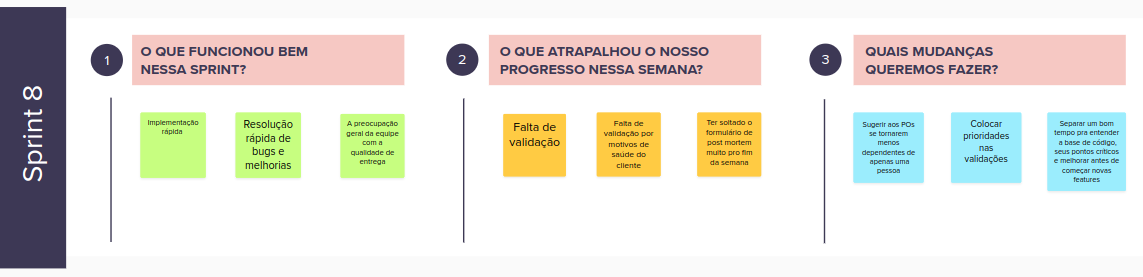 Sprint 8
1
O QUE FUNCIONOU BEM
NESSA SPRINT?
Implementação
rápida
Resolução
rápida de
bugs e
melhorias
A preocupação
geral da equipe
com a
qualidade de
entrega
2
O QUE ATRAPALHOU O NOSSO
PROGRESSO NESSA SEMANA?
Falta de
validação
Falta de
validação por
motivos de
saúde do
cliente
Ter soltado o
formulário de
post mortem
muito pro fim
da semana
3
QUAIS MUDANÇAS
QUEREMOS FAZER?
Sugerir aos POs
se tornarem
menos
dependentes de
apenas uma
pessoa
Colocar
prioridades
nas
validações
Separar um bom
tempo pra entender
a base de código,
seus pontos críticos
e melhorar antes de
começar novas
features